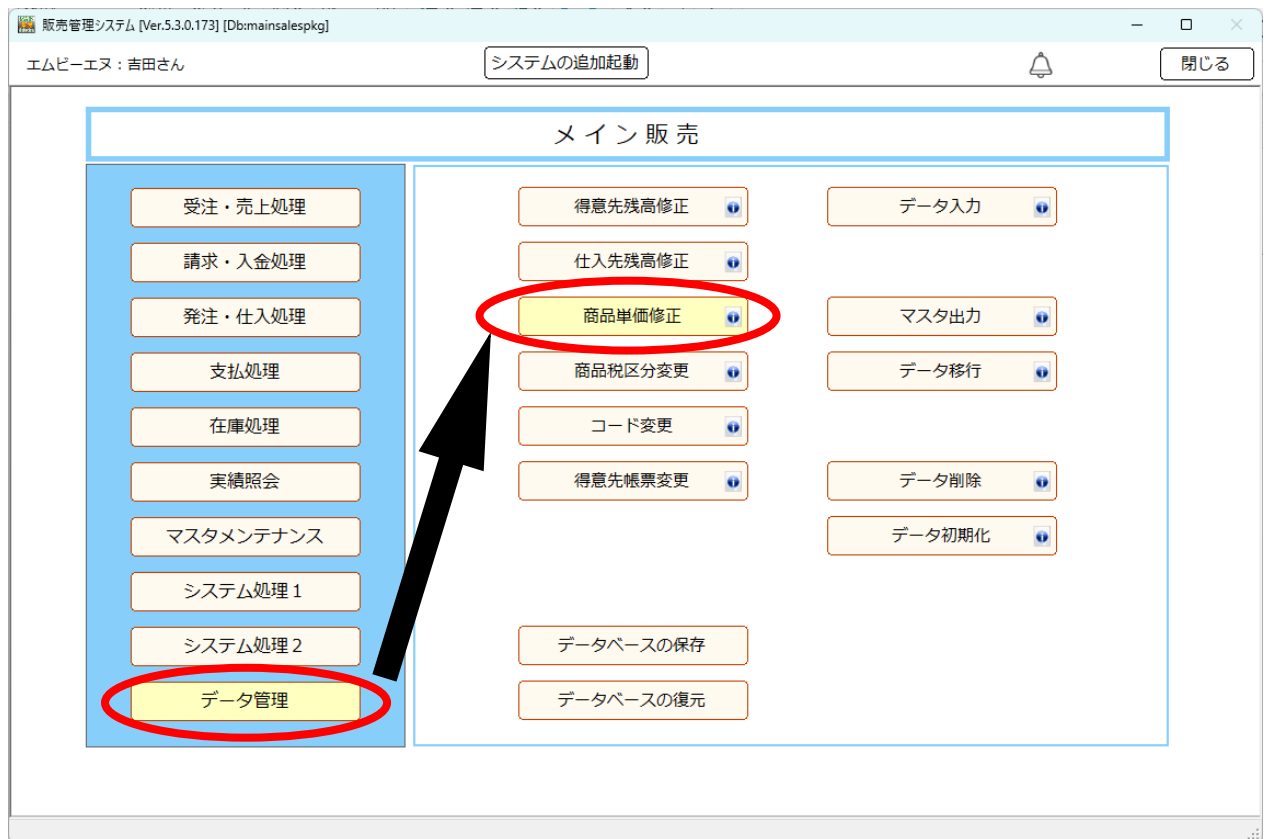 販売管理システム [Ver.5.3.0.173] [Db:mainsalespkg]
エムビーエヌ：吉田さん
システムの追加起動
閉じる
メイン販売
受注・売上処理
請求・入金処理
発注・仕入処理
支払処理
在庫処理
実績照会
マスタメンテナンス
システム処理１
システム処理２
データ管理
得意先残高修正
仕入先残高修正
商品単価修正
商品税区分変更
コード変更
得意先帳票変更
データベースの保存
データベースの復元
データ入力
マスタ出力
データ移行
データ削除
データ初期化